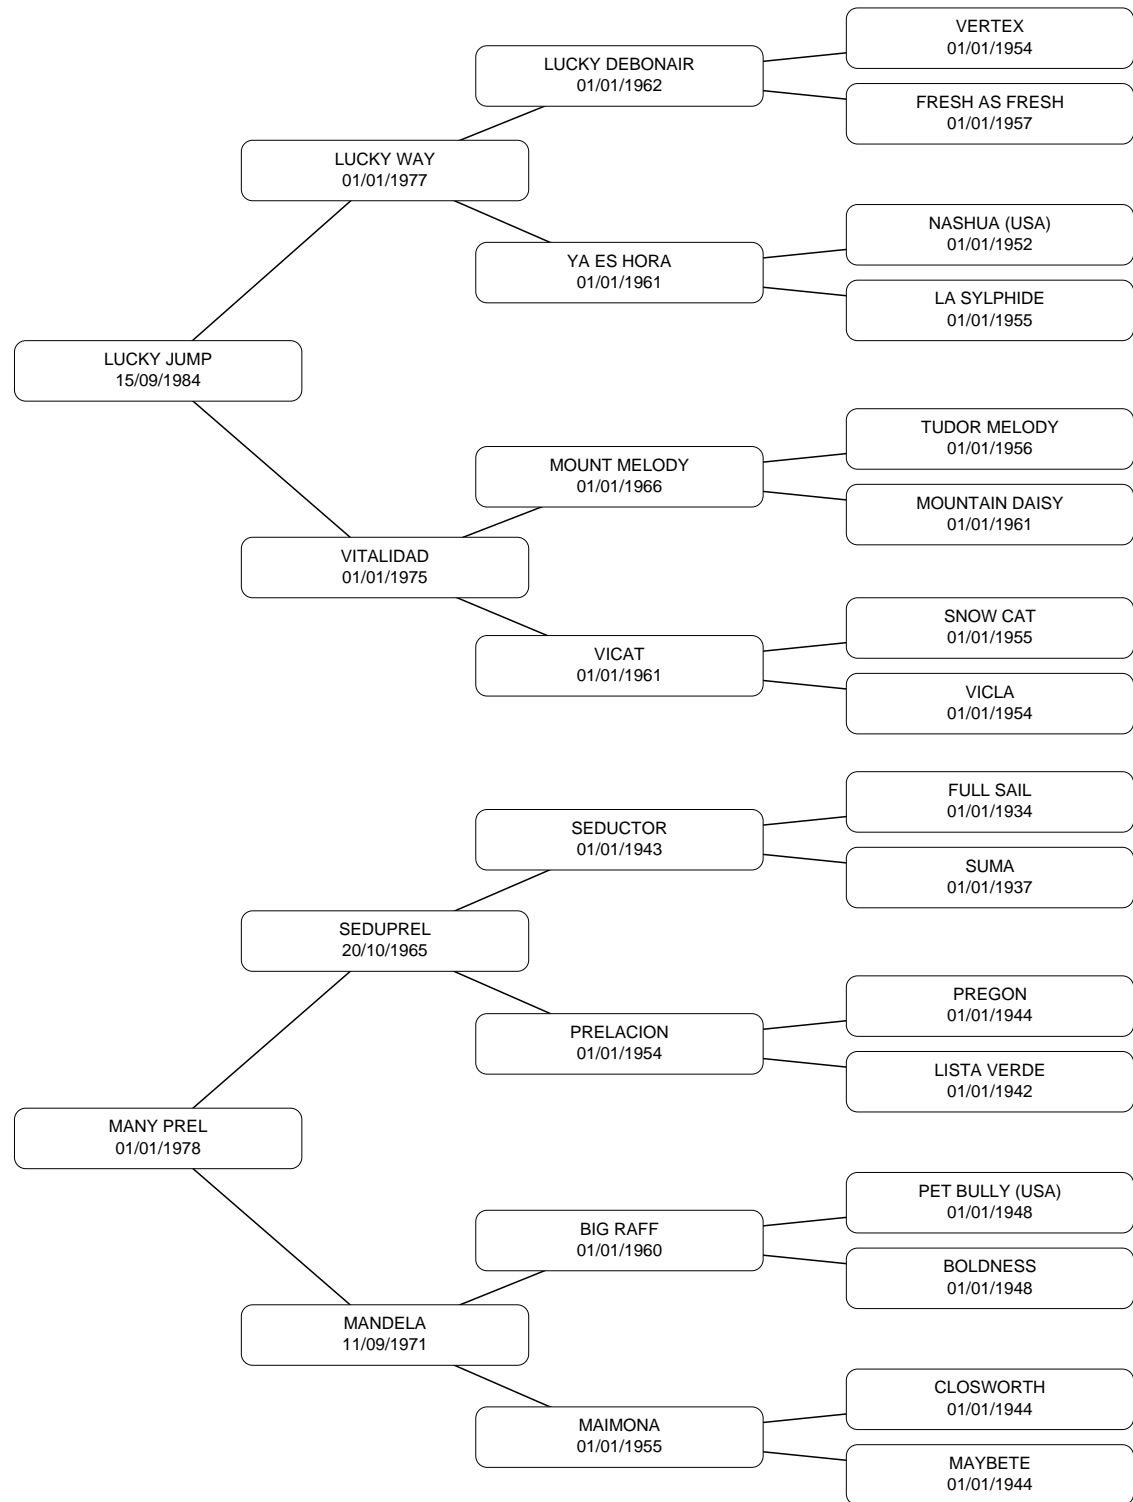 VERTEX
01/01/1954
LUCKY DEBONAIR
01/01/1962
FRESH AS FRESH
01/01/1957
LUCKY WAY
01/01/1977
NASHUA (USA)
01/01/1952
YA ES HORA
01/01/1961
LA SYLPHIDE
01/01/1955
LUCKY JUMP
15/09/1984
TUDOR MELODY
01/01/1956
MOUNT MELODY
01/01/1966
MOUNTAIN DAISY
01/01/1961
VITALIDAD
01/01/1975
SNOW CAT
01/01/1955
VICAT
01/01/1961
VICLA
01/01/1954
FULL SAIL
01/01/1934
SEDUCTOR
01/01/1943
SUMA
01/01/1937
SEDUPREL
20/10/1965
PREGON
01/01/1944
PRELACION
01/01/1954
LISTA VERDE
01/01/1942
MANY PREL
01/01/1978
PET BULLY (USA)
01/01/1948
BIG RAFF
01/01/1960
BOLDNESS
01/01/1948
MANDELA
11/09/1971
CLOSWORTH
01/01/1944
MAIMONA
01/01/1955
MAYBETE
01/01/1944